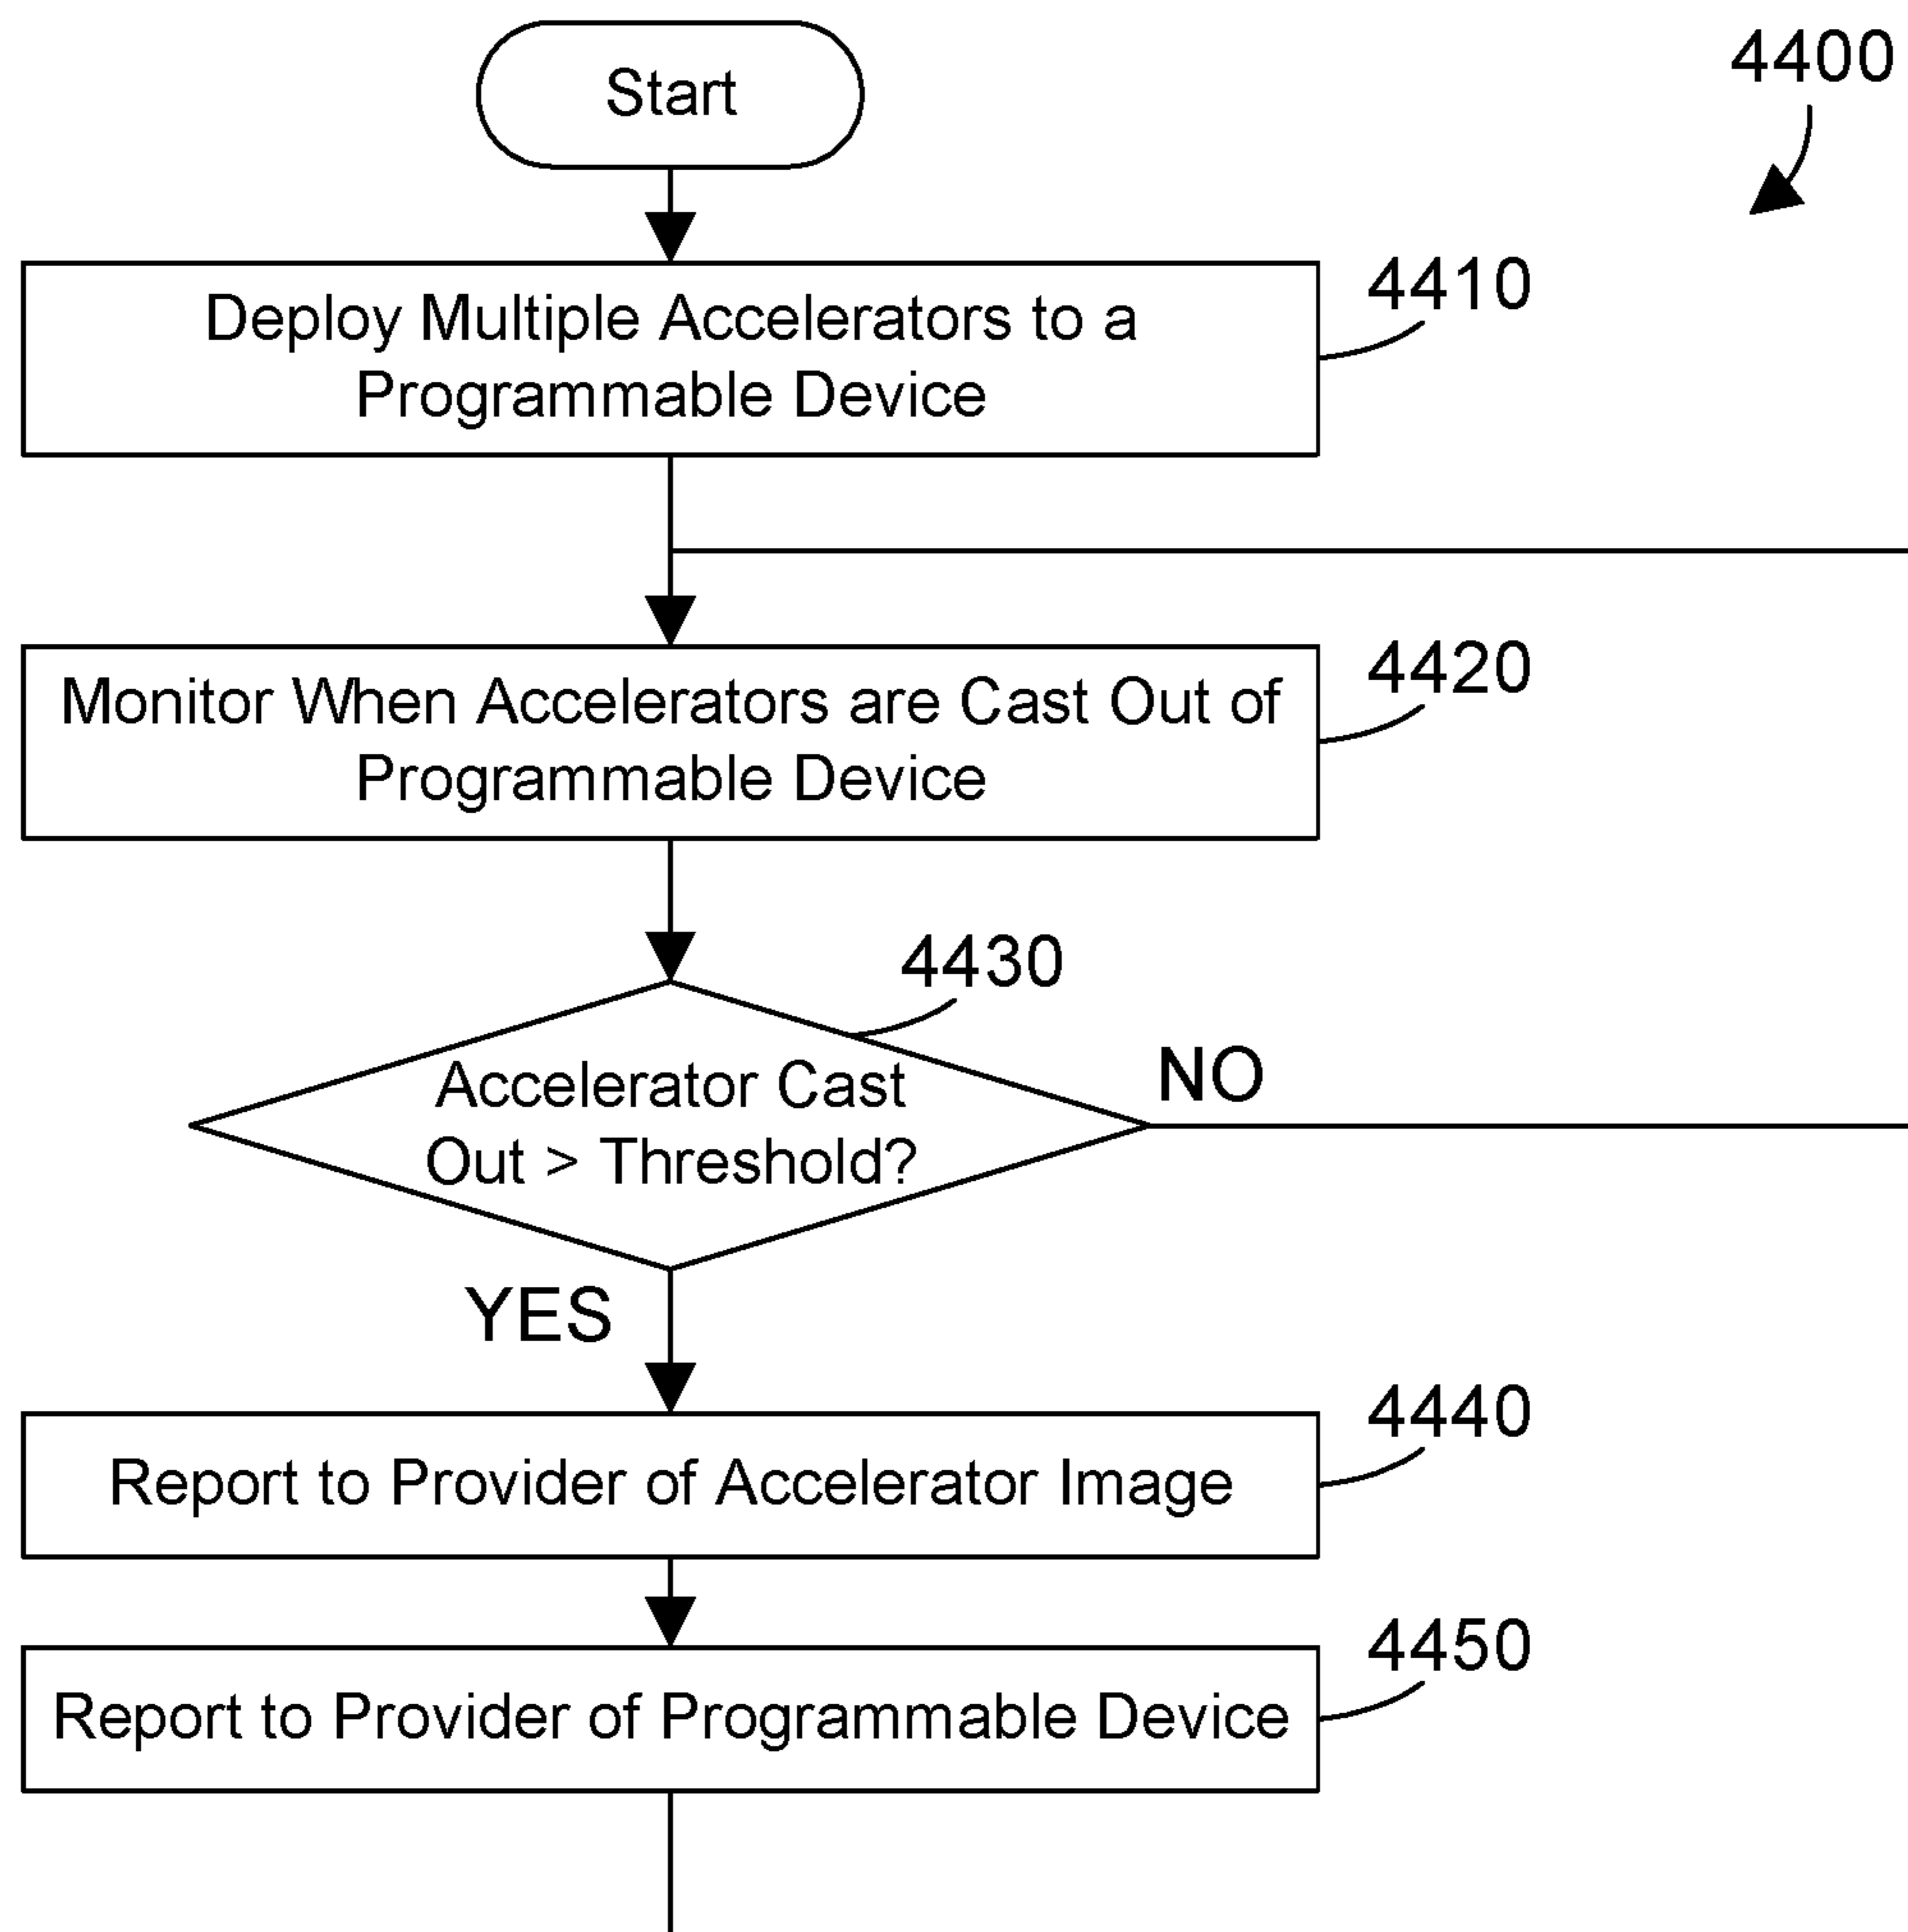 Start
4400
4410
Deploy Multiple Accelerators to a
Programmable Device
4420
Monitor When Accelerators are Cast Out of
Programmable Device
4430
Accelerator Cast
Out > Threshold?
NO
YES
4440
Report to Provider of Accelerator Image
4450
Report to Provider of Programmable Device